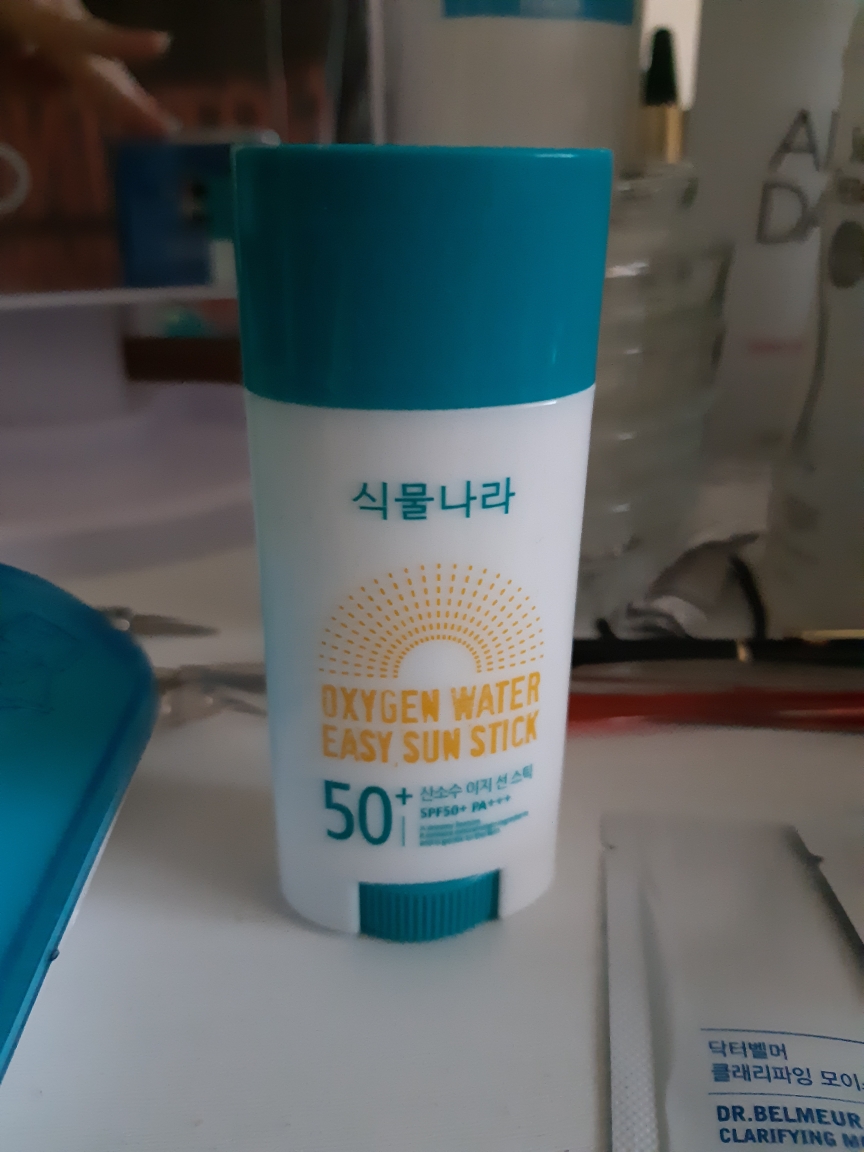 식물나라
OXYGEN WATER
EASY SUN STICK
50+
산소수 이지 선 스틱
SPF50+ PA+++
닥터벨머
클래리파잉
DR.BELMEUR
CLARIFYING